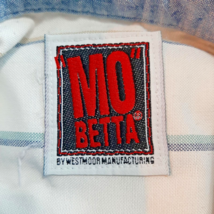 "MO"
BETTA®
BY WESTMOOR MANUFACTURING